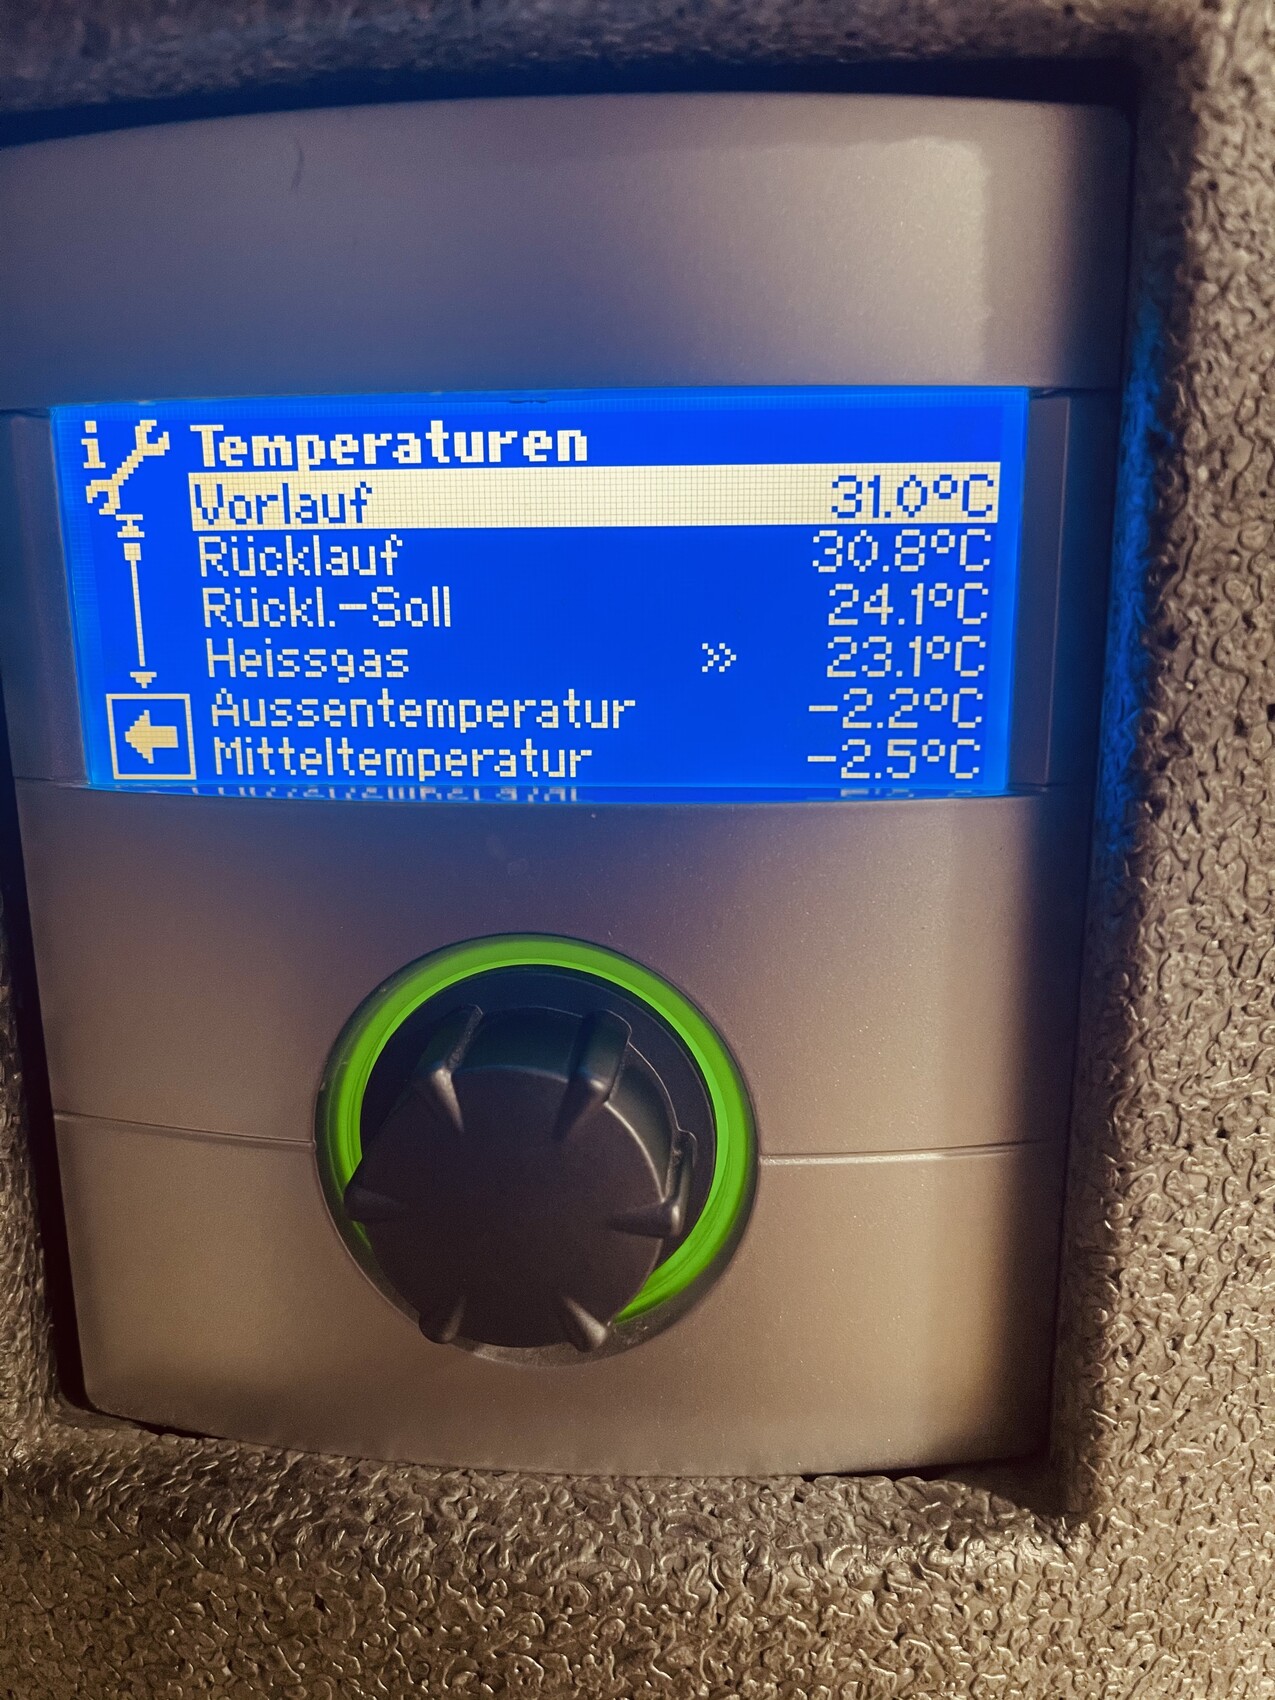 i Temperaturen
Vorlauf 31.0°C
Rücklauf 30.8°C
Rückl.-Soll 24.1°C
Heissgas >> 23.1°C
Aussentemperatur -2.2°C
Mitteltemperatur -2.5°C